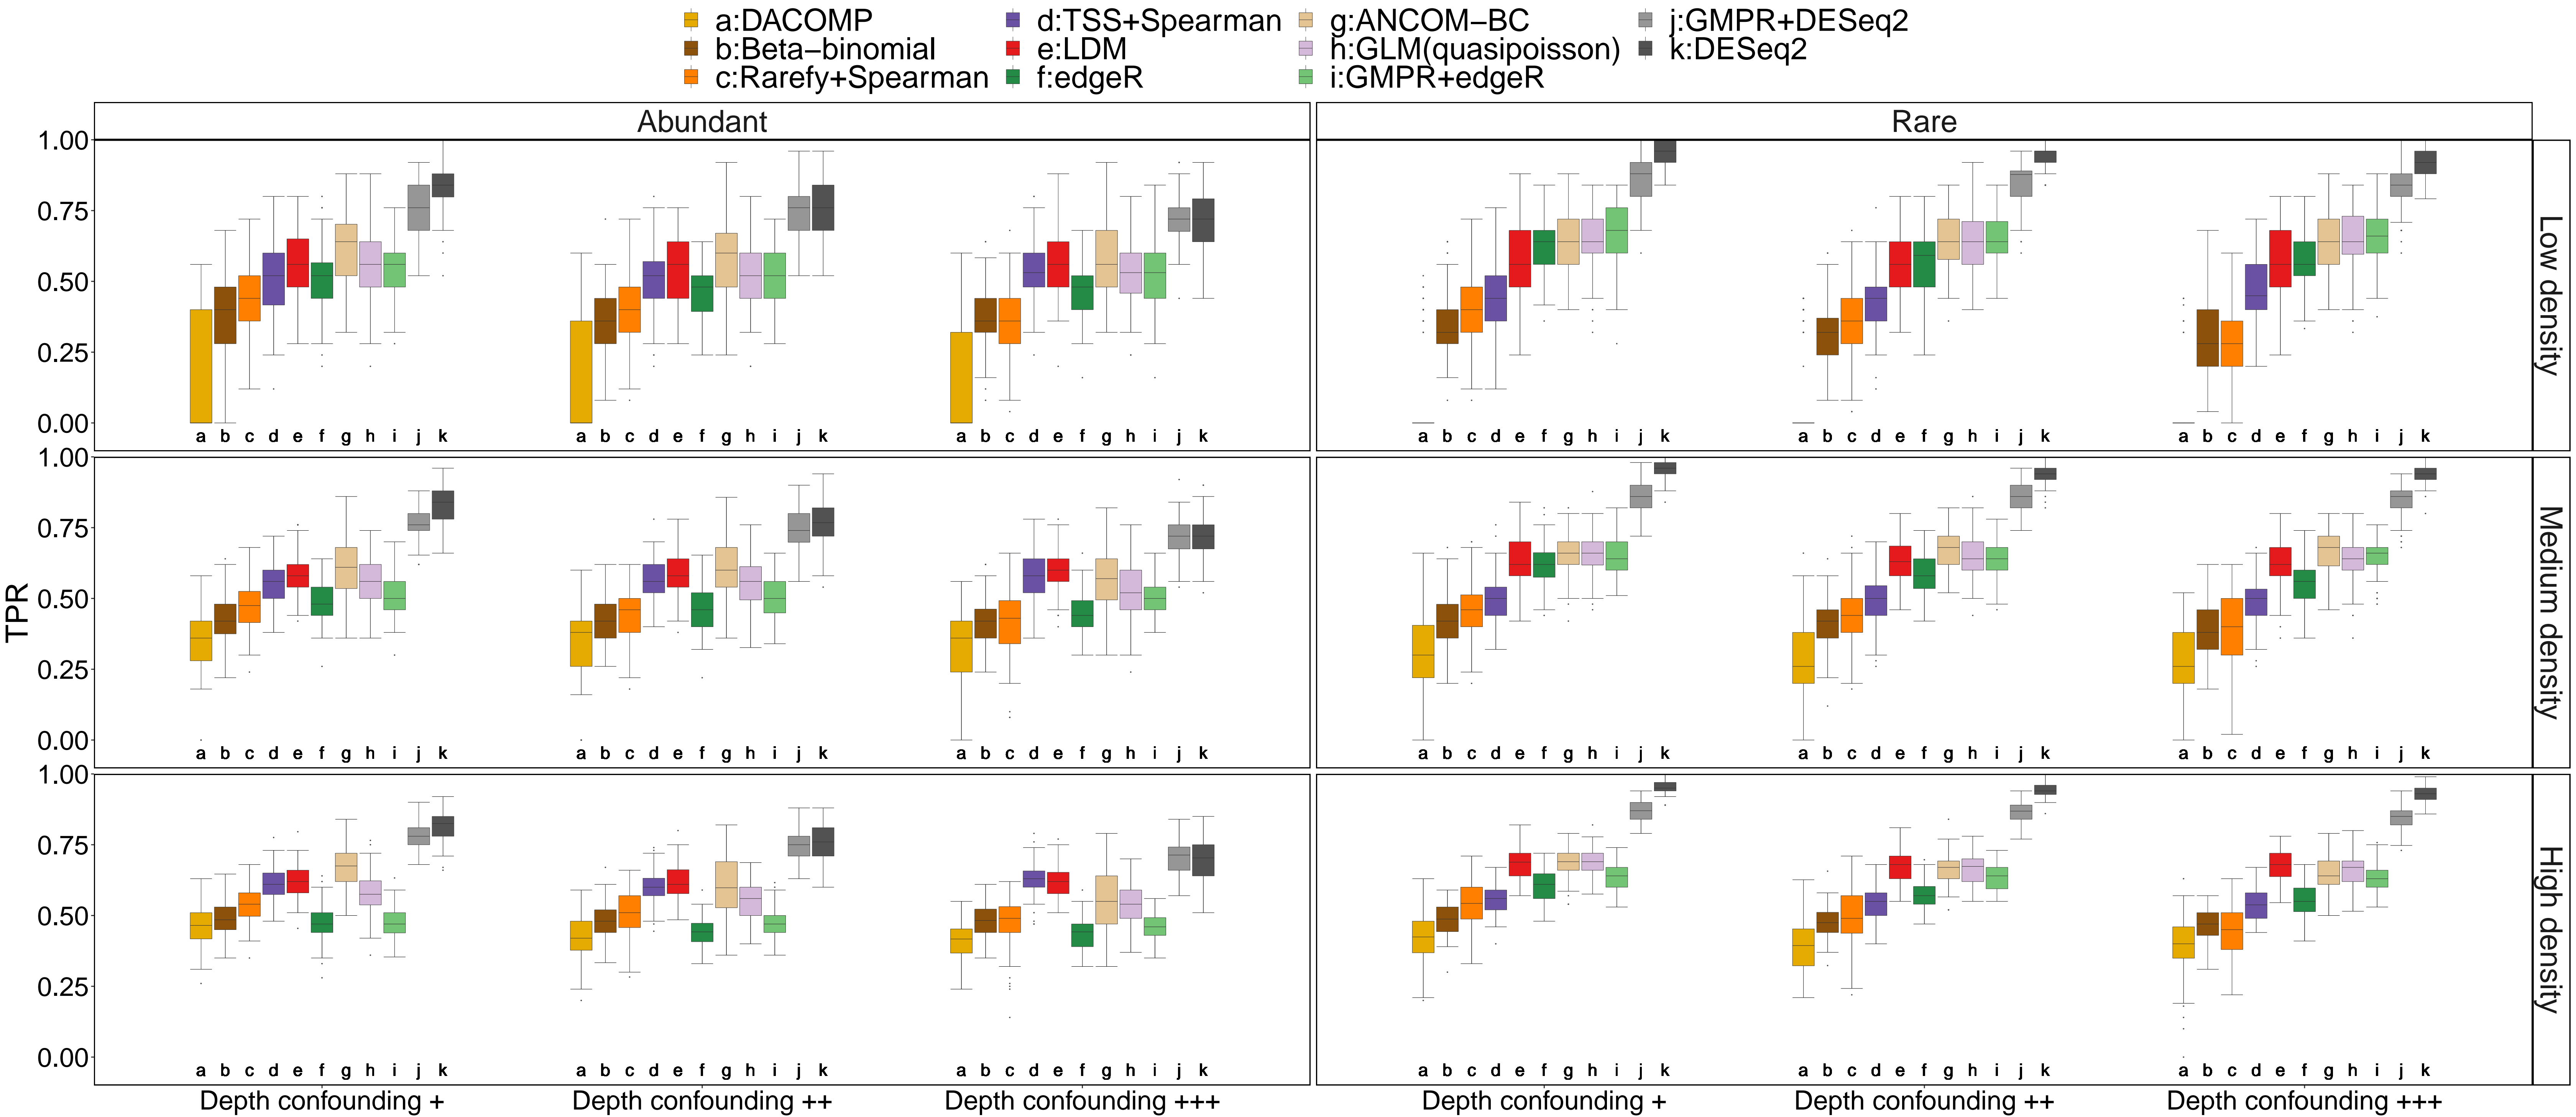 a:DACOMP d:TSS+Spearman g:ANCOM−BC j:GMPR+DESeq2
b:Beta−binomial e:LDM h:GLM(quasipoisson) k:DESeq2
c:Rarefy+Spearman f:edgeR i:GMPR+edgeR
Abundant Rare
1.00
0.75
0.50
0.25
0.00
Low density
a b c d e f g h i j k a b c d e f g h i j k a b c d e f g h i j k a b c d e f g h i j k a b c d e f g h i j k a b c d e f g h i j k
TPR
1.00
0.75
0.50
0.25
0.00
Medium density
a b c d e f g h i j k a b c d e f g h i j k a b c d e f g h i j k a b c d e f g h i j k a b c d e f g h i j k a b c d e f g h i j k
1.00
0.75
0.50
0.25
0.00
High density
a b c d e f g h i j k a b c d e f g h i j k a b c d e f g h i j k a b c d e f g h i j k a b c d e f g h i j k a b c d e f g h i j k
Depth confounding + Depth confounding ++ Depth confounding +++ Depth confounding + Depth confounding ++ Depth confounding +++